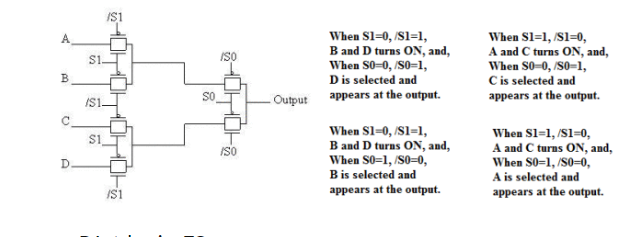 /S1
A
S1
B
/S1
C
S1
D
/S1
/S0
S0
/S0
Output
When S1=0, /S1=1,
B and D turns ON, and,
When S0=0, /S0=1,
D is selected and
appears at the output.
When S1=1, /S1=0,
A and C turns ON, and,
When S0=0, /S0=1,
C is selected and
appears at the output.
When S1=0, /S1=1,
B and D turns ON, and,
When S0=1, /S0=0,
B is selected and
appears at the output.
When S1=1, /S1=0,
A and C turns ON, and,
When S0=1, /S0=0,
A is selected and
appears at the output.